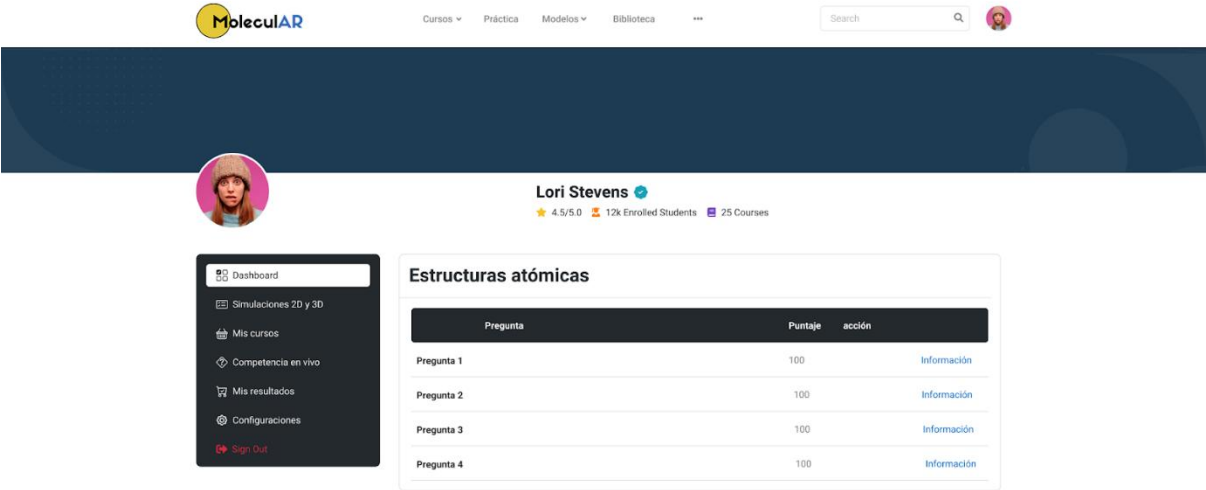 MoleculAR
Cursos Práctica Modelos Biblioteca ••• Search
Lori Stevens
4.5/5.0 12k Enrolled Students 25 Courses
Dashboard
Simulaciones 2D y 3D
Mis cursos
Competencia en vivo
Mis resultados
Configuraciones
Sign Out
Estructuras atómicas
Pregunta Puntaje acción
Pregunta 1 100 Información
Pregunta 2 100 Información
Pregunta 3 100 Información
Pregunta 4 100 Información